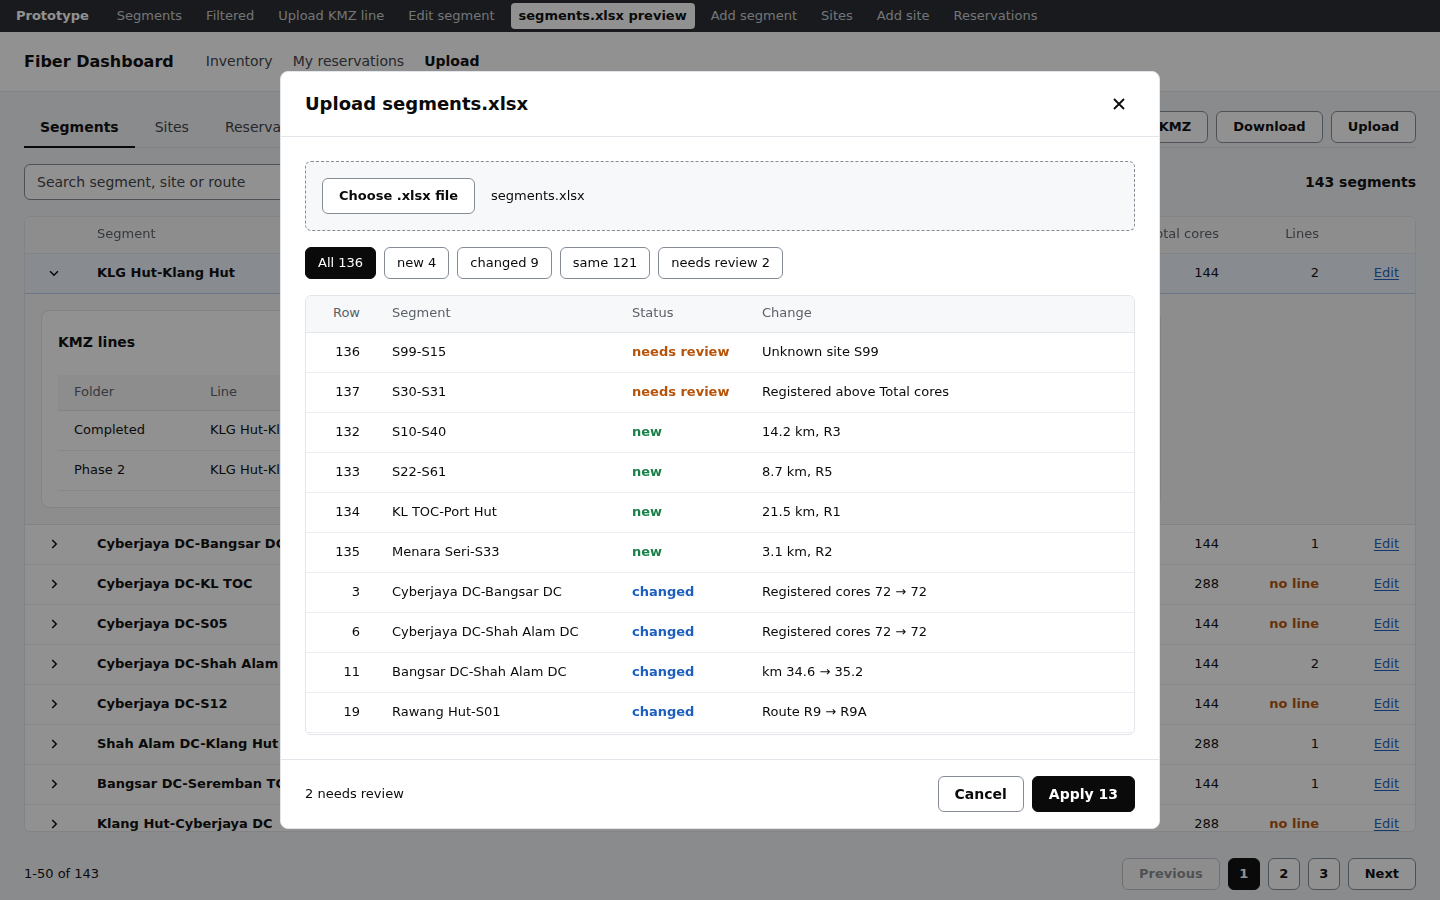 Prototype Segments Filtered Upload KMZ line Edit segment segments.xlsx preview Add segment Sites Add site Reservations
Fiber Dashboard Inventory My reservations Upload
Upload segments.xlsx
Segments Sites KMZ Download Upload
Search segment, site or route 143 segments
Choose .xlsx file segments.xlsx
All 136 new 4 changed 9 same 121 needs review 2
Segment cores Lines
KLG Hut-Klang Hut 144 2 Edit
KMZ lines
Folder Line
Completed KLG
Phase 2 KLG
Row Segment Status Change
136 S99-S15 needs review Unknown site S99
137 S30-S31 needs review Registered above Total cores
132 S10-S40 new 14.2 km, R3
133 S22-S61 new 8.7 km, R5
134 KL TOC-Port Hut new 21.5 km, R1
135 Menara Seri-S33 new 3.1 km, R2
3 Cyberjaya DC-Bangsar DC changed Registered cores 72 → 72
6 Cyberjaya DC-Shah Alam DC changed Registered cores 72 → 72
11 Bangsar DC-Shah Alam DC changed km 34.6 → 35.2
19 Rawang Hut-S01 changed Route R9 → R9A
Cyberjaya DC-Bangsar DC 144 1 Edit
Cyberjaya DC-KL TOC 288 no line Edit
Cyberjaya DC-S05 144 no line Edit
Cyberjaya DC-Shah Alam 144 2 Edit
Cyberjaya DC-S12 144 no line Edit
Shah Alam DC-Klang Hut 288 1 Edit
Bangsar DC-Seremban 144 1 Edit
Klang Hut-Cyberjaya DC 288 no line Edit
2 needs review Cancel Apply 13
1-50 of 143 Previous 1 2 3 Next